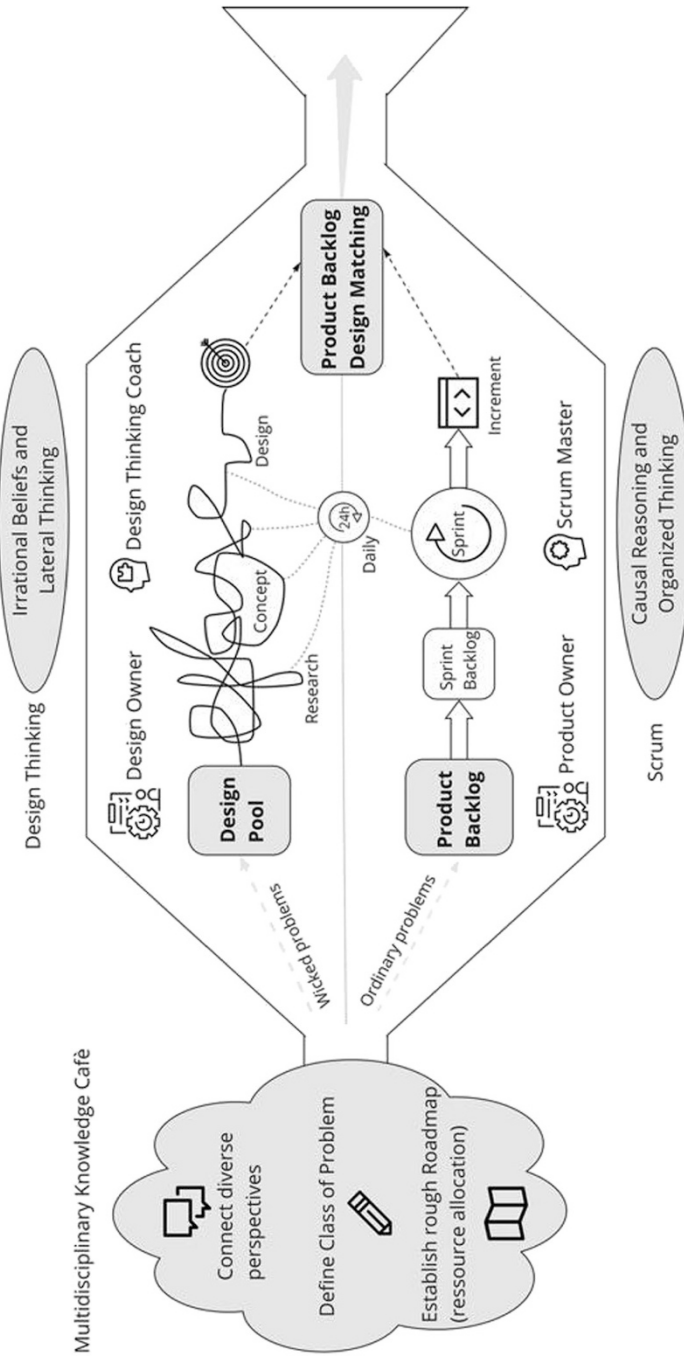 Multidisciplinary Knowledge Cafè
Connect diverse
perspectives
Define Class of Problem
Establish rough Roadmap
(ressource allocation)
Wicked problems
Ordinary problems
Design Thinking
Irrational Beliefs and
Lateral Thinking
Design Owner
Design Thinking Coach
Design
Pool
Research
Concept
Design
24h
Daily
Product
Backlog
Sprint
Backlog
Sprint
Increment
Product Backlog
Design Matching
Product Owner
Scrum Master
Scrum
Causal Reasoning and
Organized Thinking